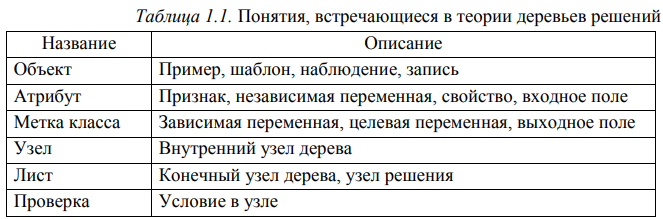 Таблица 1.1. Понятия, встречающиеся в теории деревьев решений
Название Описание
Объект Пример, шаблон, наблюдение, запись
Атрибут Признак, независимая переменная, свойство, входное поле
Метка класса Зависимая переменная, целевая переменная, выходное поле
Узел Внутренний узел дерева
Лист Конечный узел дерева, узел решения
Проверка Условие в узле